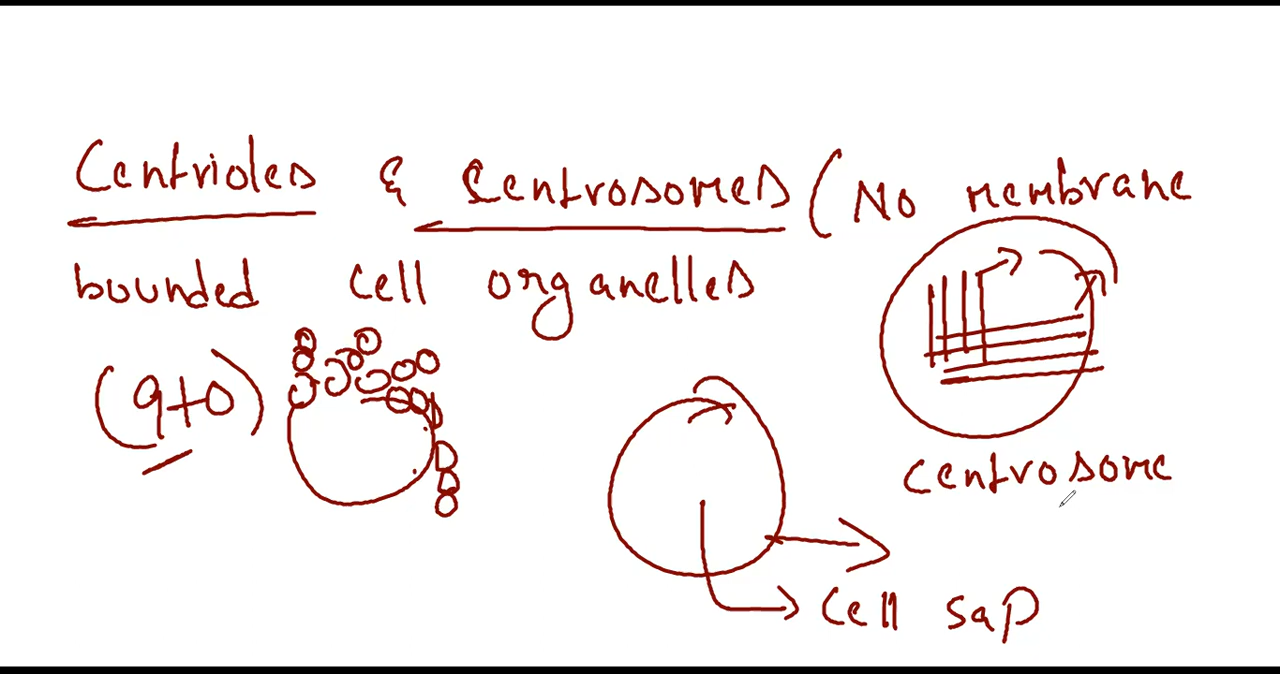 Centrioles & Centrosomes (No membrane
bounded cell organelles
(9+0)
centrosome
cell sap